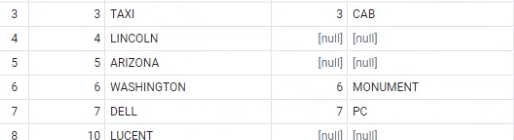 3 3 TAXI 3 CAB
4 4 LINCOLN [null] [null]
5 5 ARIZONA [null] [null]
6 6 WASHINGTON 6 MONUMENT
7 7 DELL 7 PC
8 10 LUCENT [null] [null]